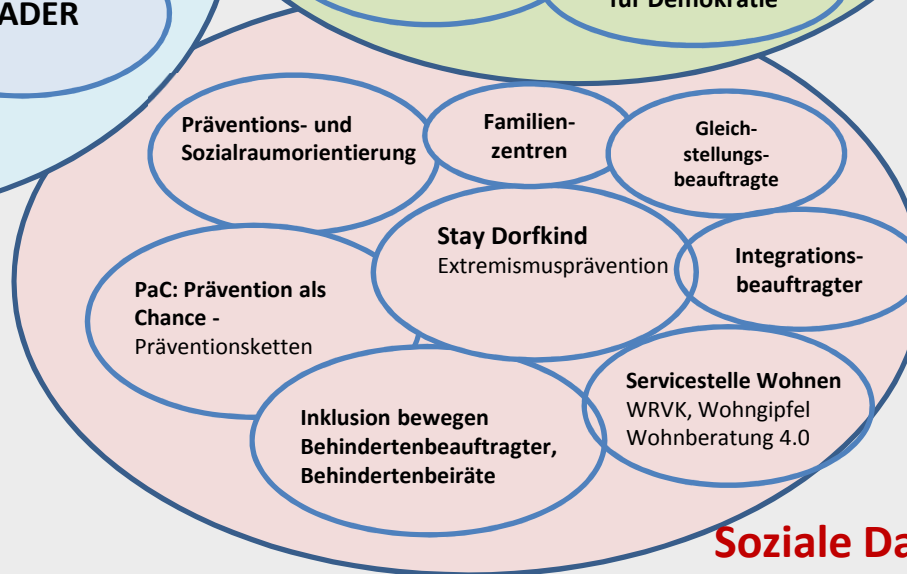 ADER
für Demokratie
Präventions- und
Sozialraumorientierung
Familien-
zentren
Gleich-
stellungs-
beauftragte
Stay Dorfkind
Extremismusprävention
Integrations-
beauftragter
PaC: Prävention als
Chance -
Präventionsketten
Servicestelle Wohnen
WRVK, Wohngipfel
Wohnberatung 4.0
Inklusion bewegen
Behindertenbeauftragter,
Behindertenbeiräte
Soziale Da